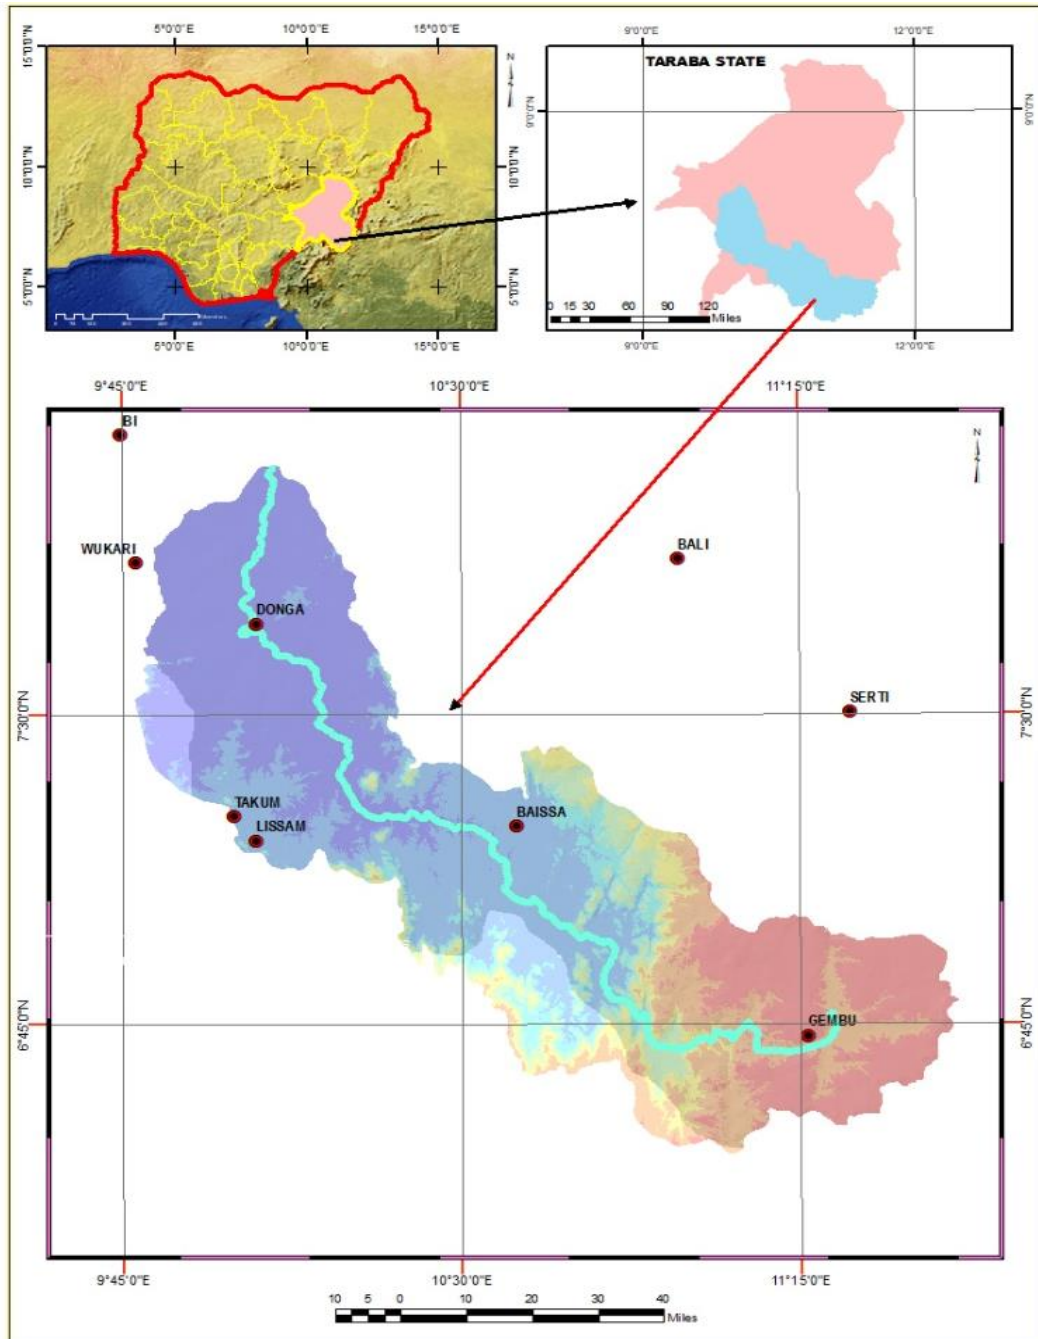 5°0'0"E 10°0'0"E 15°0'0"E
15°0'0"N
10°0'0"N
5°0'0"N
N
10°0'0"N
5°0'0"N
5°0'0"E 10°0'0"E 15°0'0"E
9°0'0"E 12°0'0"E
TARABA STATE
9°0'0"N
9°0'0"N
0 15 30 60 90 120
Miles
9°0'0"E 12°0'0"E
9°45'0"E 10°30'0"E 11°15'0"E
BI
N
WUKARI
BALI
DONGA
SERTI
7°30'0"N
7°30'0"N
TAKUM
BAISSA
LISSAM
GEMBU
6°45'0"N
6°45'0"N
9°45'0"E 10°30'0"E 11°15'0"E
10 5 0 10 20 30 40
Miles